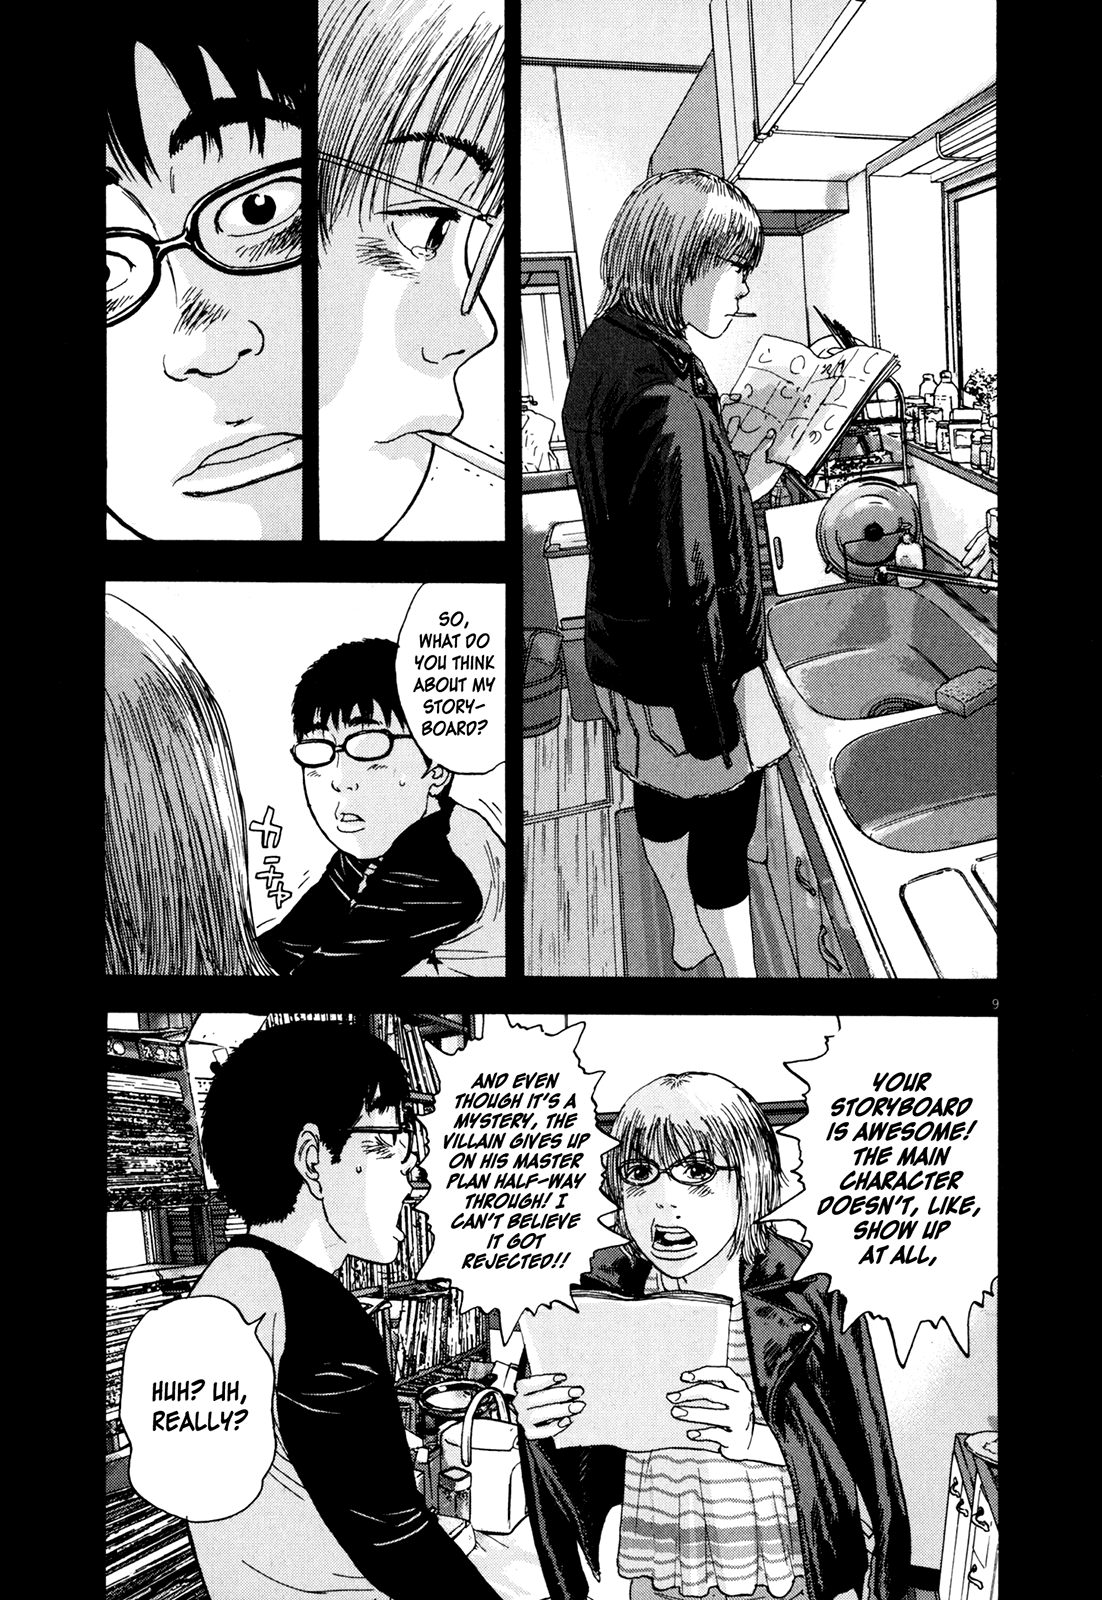 SO,
WHAT DO
YOU THINK
ABOUT MY
STORY-
BOARD?
ガ
チャ
9
YOUR
STORYBOARD
IS AWESOME!
THE MAIN
CHARACTER
DOESN'T, LIKE,
SHOW UP
AT ALL,
AND EVEN
THOUGH IT'S A
MYSTERY, THE
VILLAIN GIVES UP
ON HIS MASTER
PLAN HALF-WAY
THROUGH! I
CAN'T BELIEVE
IT GOT
REJECTED!!
HUH? UH,
REALLY?